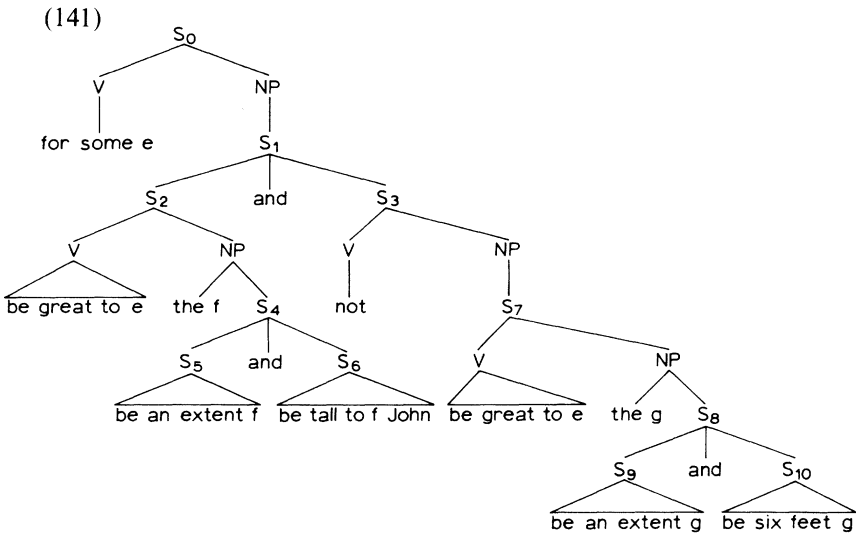 (141)
S0
V NP
for some e S1
S2 and S3
V NP V NP
be great to e the f S4 not S7
S5 and S6 V NP
be an extent f be tall to f John be great to e the g S8
S9 and S10
be an extent g be six feet g